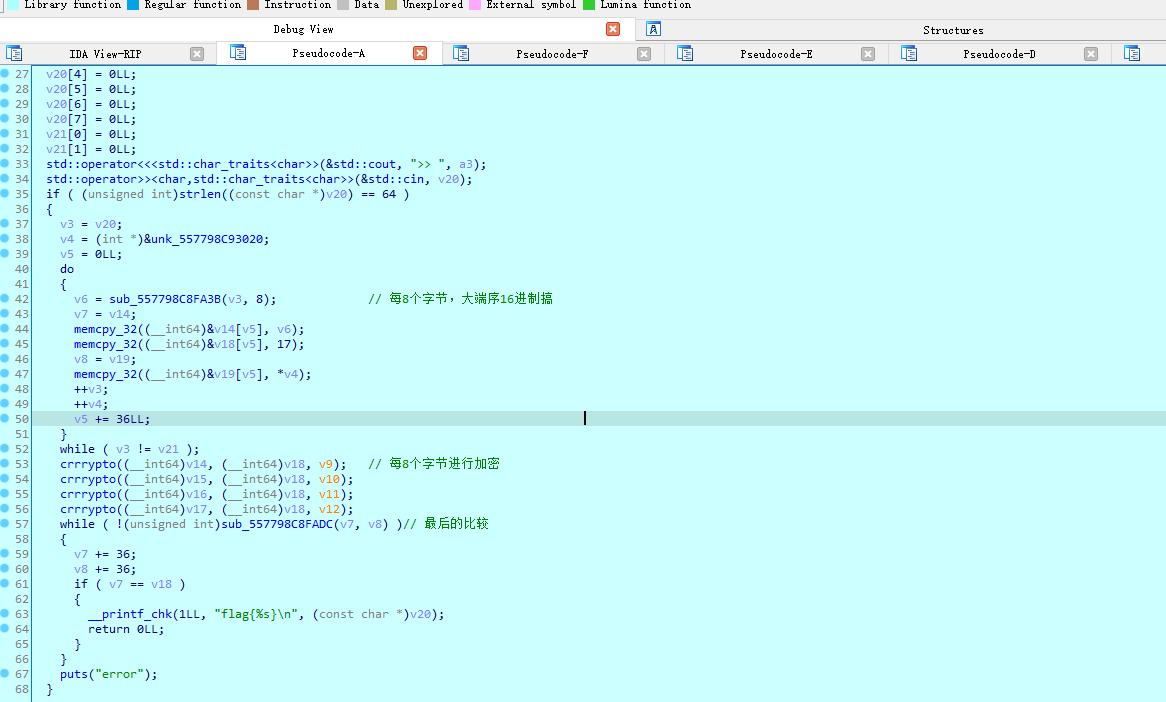 Library function Regular function Instruction Data Unexplored External symbol Lumina function
Debug View Structures
IDA View-RIP Pseudocode-A Pseudocode-F Pseudocode-E Pseudocode-D
27 v20[4] = 0LL;
28 v20[5] = 0LL;
29 v20[6] = 0LL;
30 v20[7] = 0LL;
31 v21[0] = 0LL;
32 v21[1] = 0LL;
33 std::operator<<<std::char_traits<char>>(&std::cout, ">> ", a3);
34 std::operator>><char,std::char_traits<char>>(&std::cin, v20);
35 if ( (unsigned int)strlen((const char *)v20) == 64 )
36 {
37 v3 = v20;
38 v4 = (int *)&unk_557798C93020;
39 v5 = 0LL;
40 do
41 {
42 v6 = sub_557798C8FA3B(v3, 8); // 每8个字节，大端序16进制搞
43 v7 = v14;
44 memcpy_32((__int64)&v14[v5], v6);
45 memcpy_32((__int64)&v18[v5], 17);
46 v8 = v19;
47 memcpy_32((__int64)&v19[v5], *v4);
48 ++v3;
49 ++v4;
50 v5 += 36LL;
51 }
52 while ( v3 != v21 );
53 crrrypto((__int64)v14, (__int64)v18, v9); // 每8个字节进行加密
54 crrrypto((__int64)v15, (__int64)v18, v10);
55 crrrypto((__int64)v16, (__int64)v18, v11);
56 crrrypto((__int64)v17, (__int64)v18, v12);
57 while ( !(unsigned int)sub_557798C8FADC(v7, v8) )// 最后的比较
58 {
59 v7 += 36;
60 v8 += 36;
61 if ( v7 == v18 )
62 {
63 __printf_chk(1LL, "flag{%s}\n", (const char *)v20);
64 return 0LL;
65 }
66 }
67 puts("error");
68 }